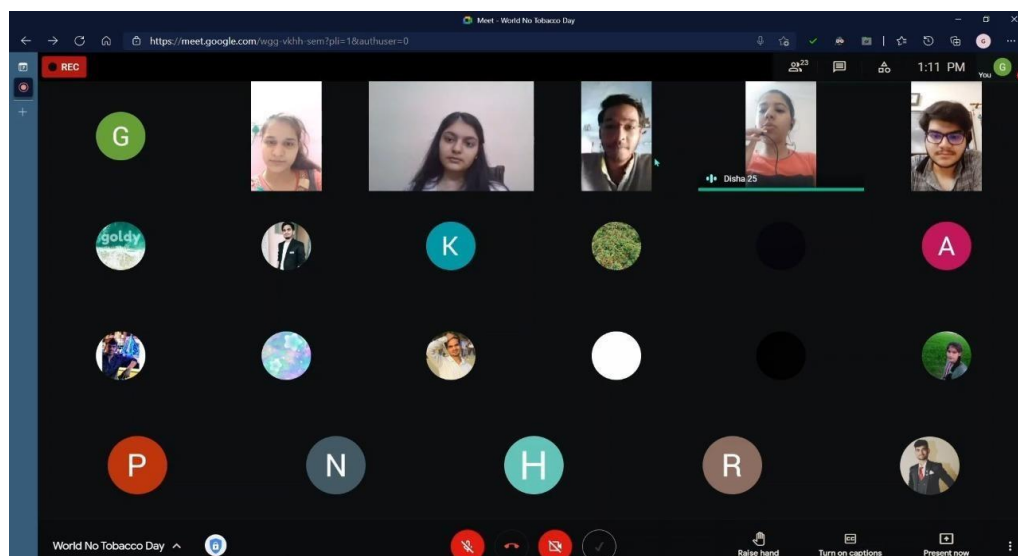 Meet - World No Tobacco Day
https://meet.google.com/wgg-vkhh-sem?pli=1&authuser=0
G
REC
23
1:11 PM
You
G
G
Disha 25
goldy
K
A
P
N
H
R
World No Tobacco Day
Raise hand
CC
Turn on captions
Present now